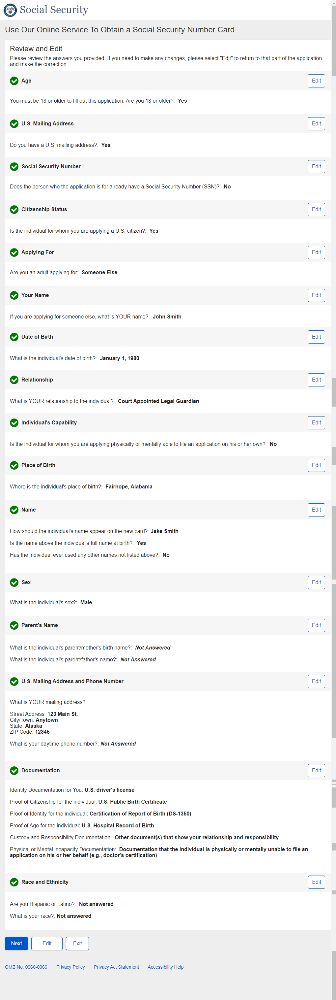 Social Security
Use Our Online Service To Obtain a Social Security Number Card
Review and Edit
Please review the answers you provided. If you need to make any changes, please select "Edit" to return to that part of the application
and make the correction.
Age Edit
You must be 18 or older to fill out this application. Are you 18 or older?: Yes
U.S. Mailing Address Edit
Do you have a U.S. mailing address?: Yes
Social Security Number Edit
Does the person who the application is for already have a Social Security Number (SSN)?: No
Citizenship Status Edit
Is the individual for whom you are applying a U.S. citizen?: Yes
Applying For Edit
Are you an adult applying for: Someone Else
Your Name Edit
If you are applying for someone else, what is YOUR name?: John Smith
Date of Birth Edit
What is the individual's date of birth?: January 1, 1980
Relationship Edit
What is YOUR relationship to the individual?: Court Appointed Legal Guardian
Individual's Capability Edit
Is the individual for whom you are applying physically or mentally able to file an application on his or her own?: No
Place of Birth Edit
Where is the individual's place of birth?: Fairhope, Alabama
Name Edit
How should the individual's name appear on the new card?: Jake Smith
Is the name above the individual's full name at birth?: Yes
Has the individual ever used any other names not listed above?: No
Sex Edit
What is the individual's sex?: Male
Parent's Name Edit
What is the individual's parent/mother's birth name?: Not Answered
What is the individual's parent/father's name?: Not Answered
U.S. Mailing Address and Phone Number Edit
What is YOUR mailing address?
Street Address: 123 Main St.
City/Town: Anytown
State: Alaska
ZIP Code: 12345
What is your daytime phone number?: Not Answered
Documentation Edit
Identity Documentation for You: U.S. driver's license
Proof of Citizenship for the individual: U.S. Public Birth Certificate
Proof of Identity for the individual: Certification of Report of Birth (DS-1350)
Proof of Age for the individual: U.S. Hospital Record of Birth
Custody and Responsibility Documentation: Other document(s) that show your relationship and responsibility
Physical or Mental incapacity Documentation: Documentation that the individual is physically or mentally unable to file an
application on his or her behalf (e.g., doctor's certification)
Race and Ethnicity Edit
Are you Hispanic or Latino?: Not answered
What is your race?: Not answered
Next Edit Exit
OMB No. 0960-0066 Privacy Policy Privacy Act Statement Accessibility Help